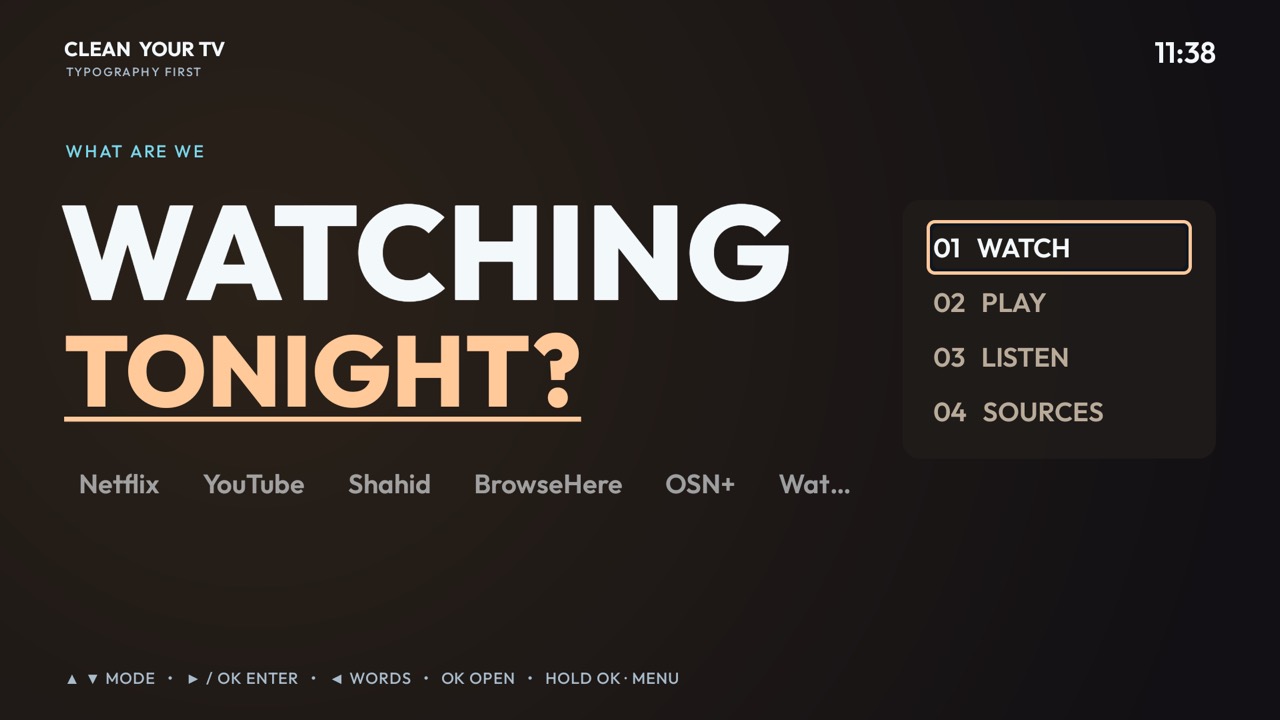 CLEAN YOUR TV
TYPOGRAPHY FIRST
11:38
WHAT ARE WE
WATCHING
TONIGHT?
01 WATCH
02 PLAY
03 LISTEN
04 SOURCES
Netflix YouTube Shahid BrowseHere OSN+ Wat...
▲ ▼ MODE • ► / OK ENTER • ◄ WORDS • OK OPEN • HOLD OK · MENU